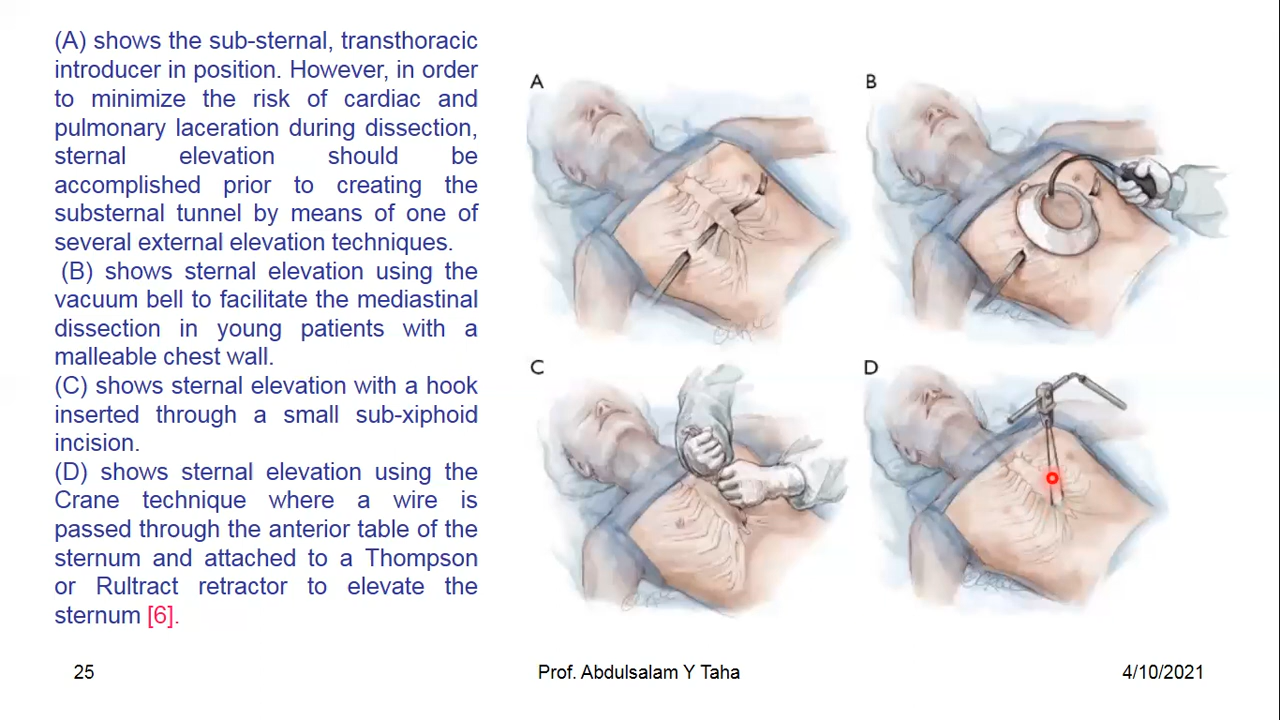 (A) shows the sub-sternal, transthoracic
introducer in position. However, in order
to minimize the risk of cardiac and
pulmonary laceration during dissection,
sternal elevation should be
accomplished prior to creating the
substernal tunnel by means of one of
several external elevation techniques.
(B) shows sternal elevation using the
vacuum bell to facilitate the mediastinal
dissection in young patients with a
malleable chest wall.
(C) shows sternal elevation with a hook
inserted through a small sub-xiphoid
incision.
(D) shows sternal elevation using the
Crane technique where a wire is
passed through the anterior table of the
sternum and attached to a Thompson
or Rultract retractor to elevate the
sternum [6].
A
B
C
D
25
Prof. Abdulsalam Y Taha
4/10/2021